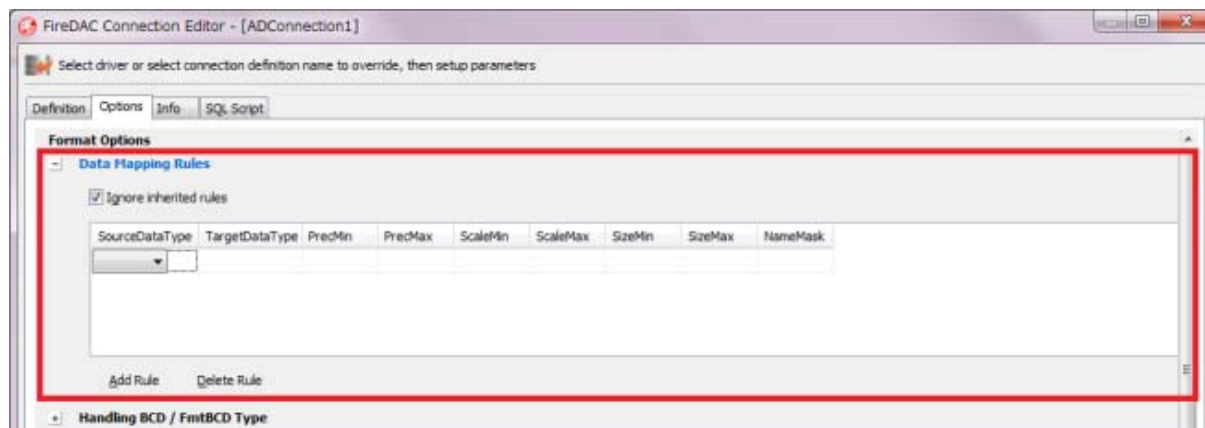 FireDAC Connection Editor - [ADConnection1]
Select driver or select connection definition name to override, then setup parameters
Definition Options Info SQL Script
Format Options
Data Mapping Rules
Ignore inherited rules
SourceDataType TargetDataType PrecMin PrecMax ScaleMin ScaleMax SizeMin SizeMax NameMask
Add Rule Delete Rule
Handling BCD / FmtBCD Type